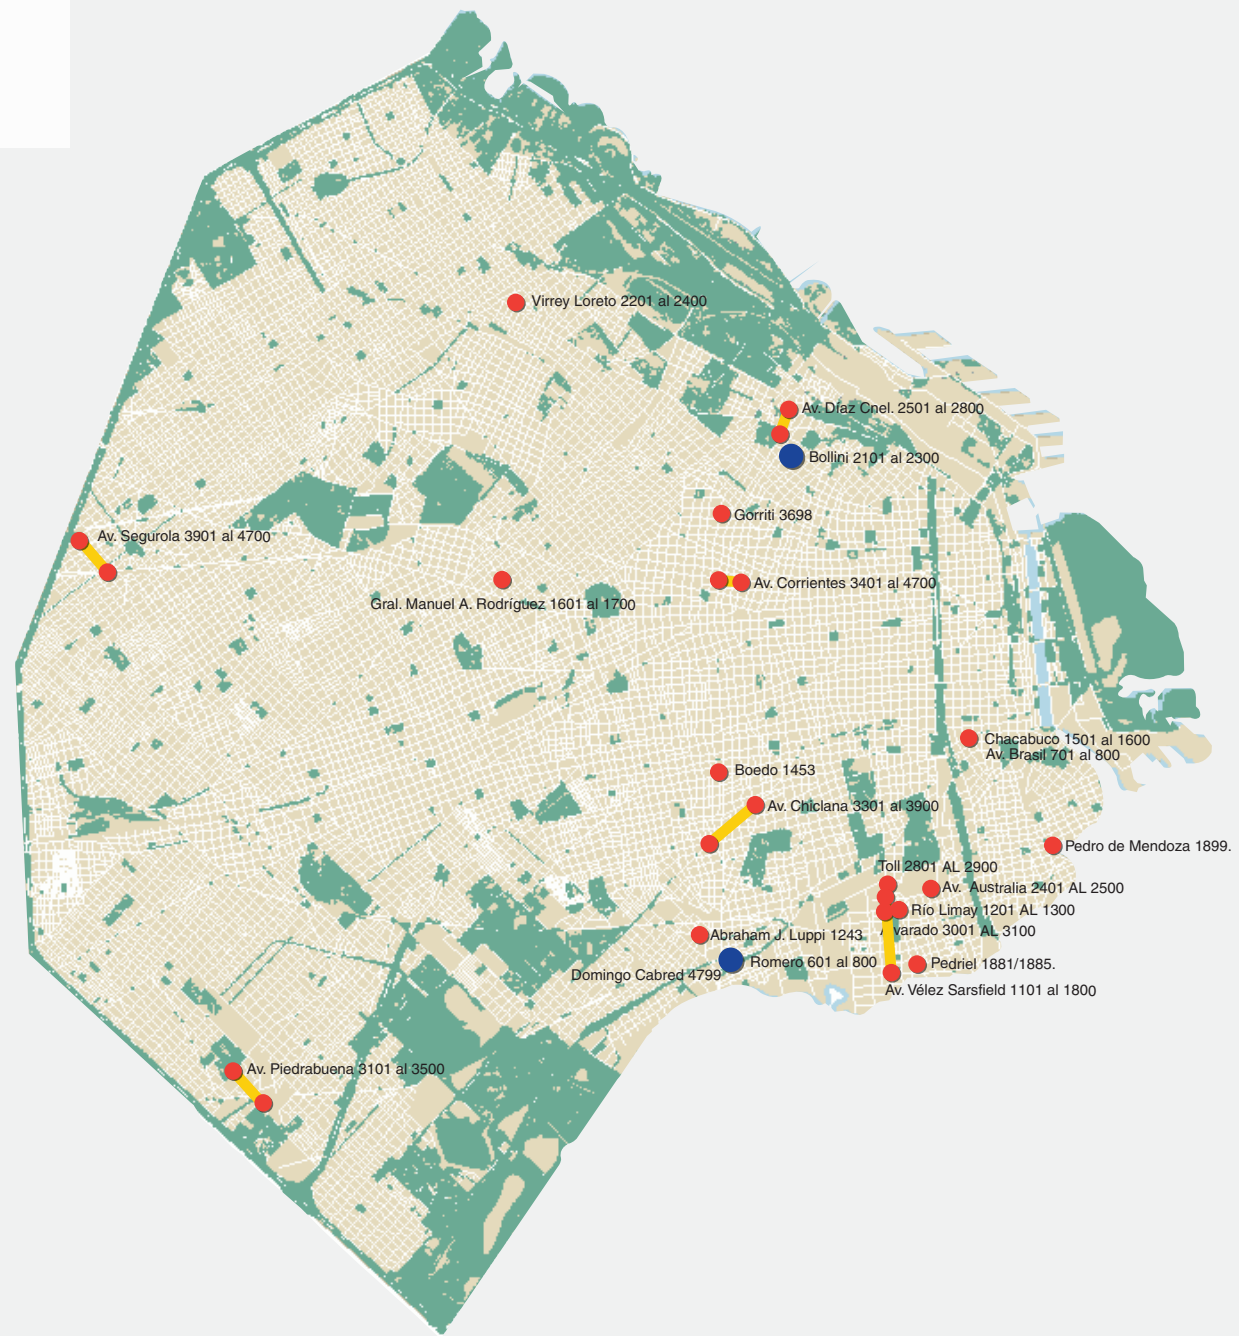 Virrey Loreto 2201 al 2400
Av. Díaz Cnel. 2501 al 2800
Bollini 2101 al 2300
Gorriti 3698
Av. Segurola 3901 al 4700
Av. Corrientes 3401 al 4700
Gral. Manuel A. Rodríguez 1601 al 1700
Chacabuco 1501 al 1600
Av. Brasil 701 al 800
Boedo 1453
Av. Chiclana 3301 al 3900
Pedro de Mendoza 1899.
Toll 2801 AL 2900
Av. Australia 2401 AL 2500
Río Limay 1201 AL 1300
Alvarado 3001 AL 3100
Abraham J. Luppi 1243
Romero 601 al 800
Pedriel 1881/1885.
Domingo Cabred 4799
Av. Vélez Sarsfield 1101 al 1800
Av. Piedrabuena 3101 al 3500